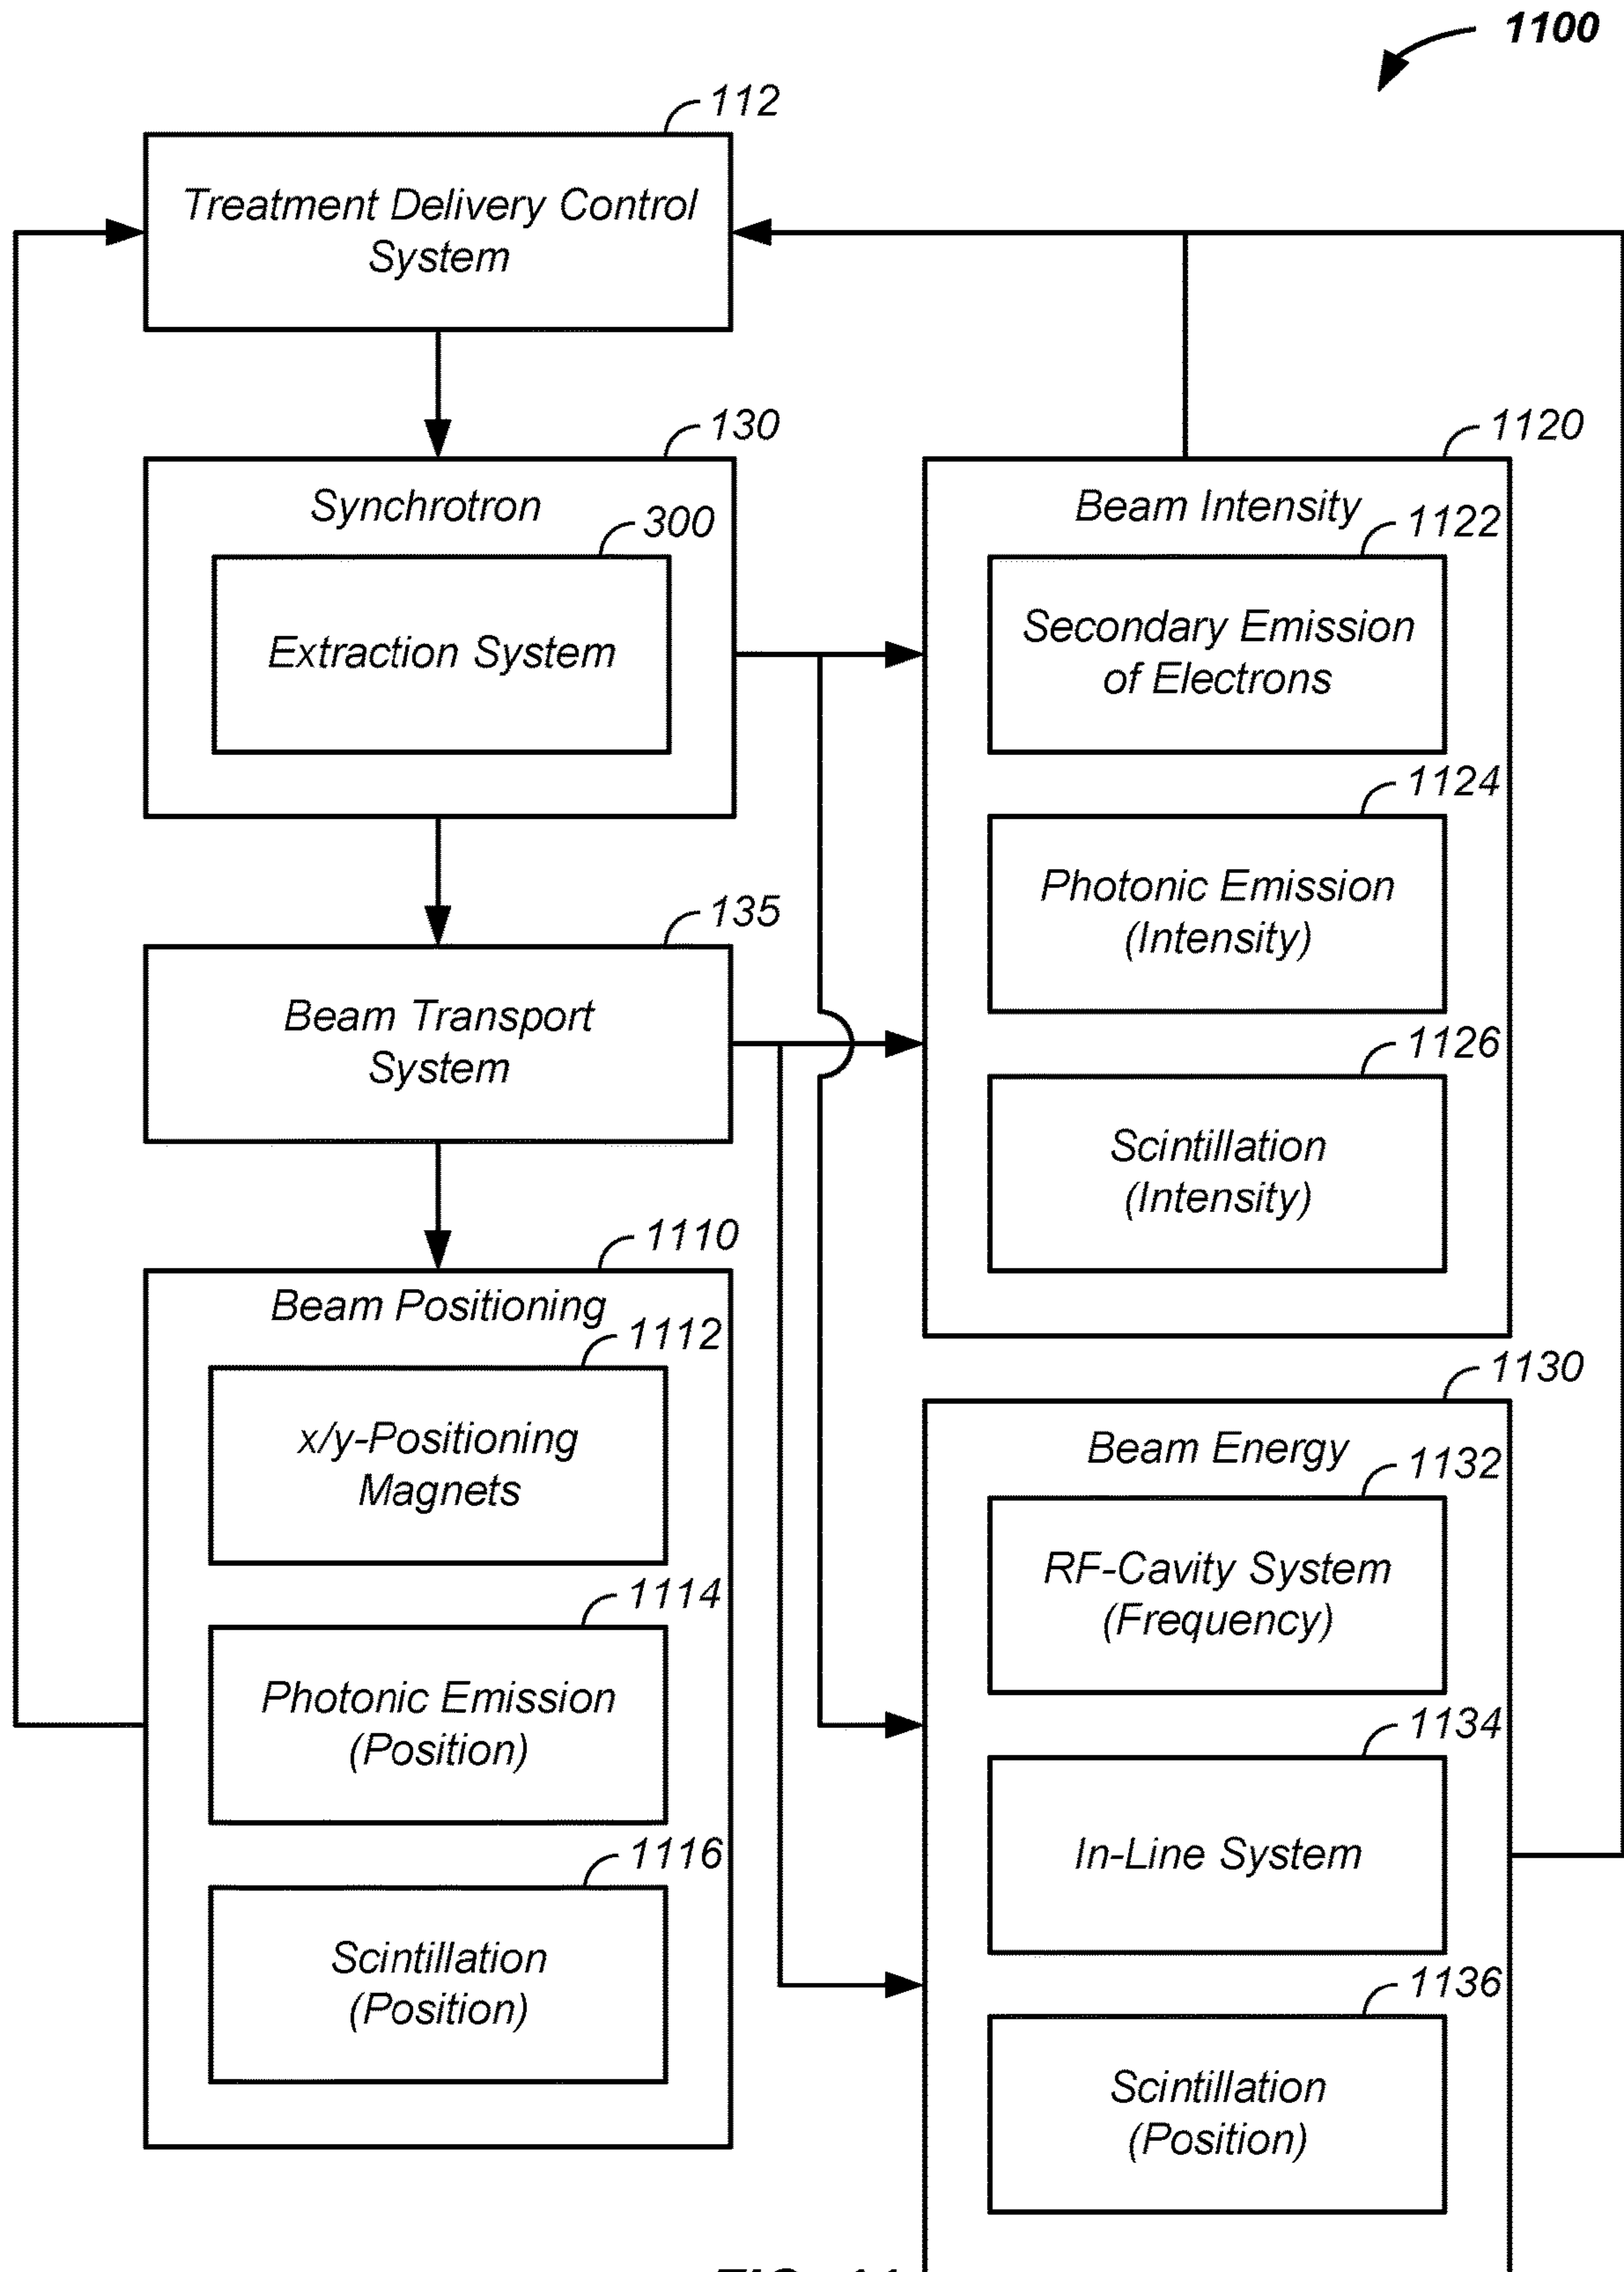 1100
112
Treatment Delivery Control
System
130
Synchrotron
300
Extraction System
135
Beam Transport
System
1110
Beam Positioning
1112
x/y-Positioning
Magnets
1114
Photonic Emission
(Position)
1116
Scintillation
(Position)
1120
Beam Intensity
1122
Secondary Emission
of Electrons
1124
Photonic Emission
(Intensity)
1126
Scintillation
(Intensity)
1130
Beam Energy
1132
RF-Cavity System
(Frequency)
1134
In-Line System
1136
Scintillation
(Position)